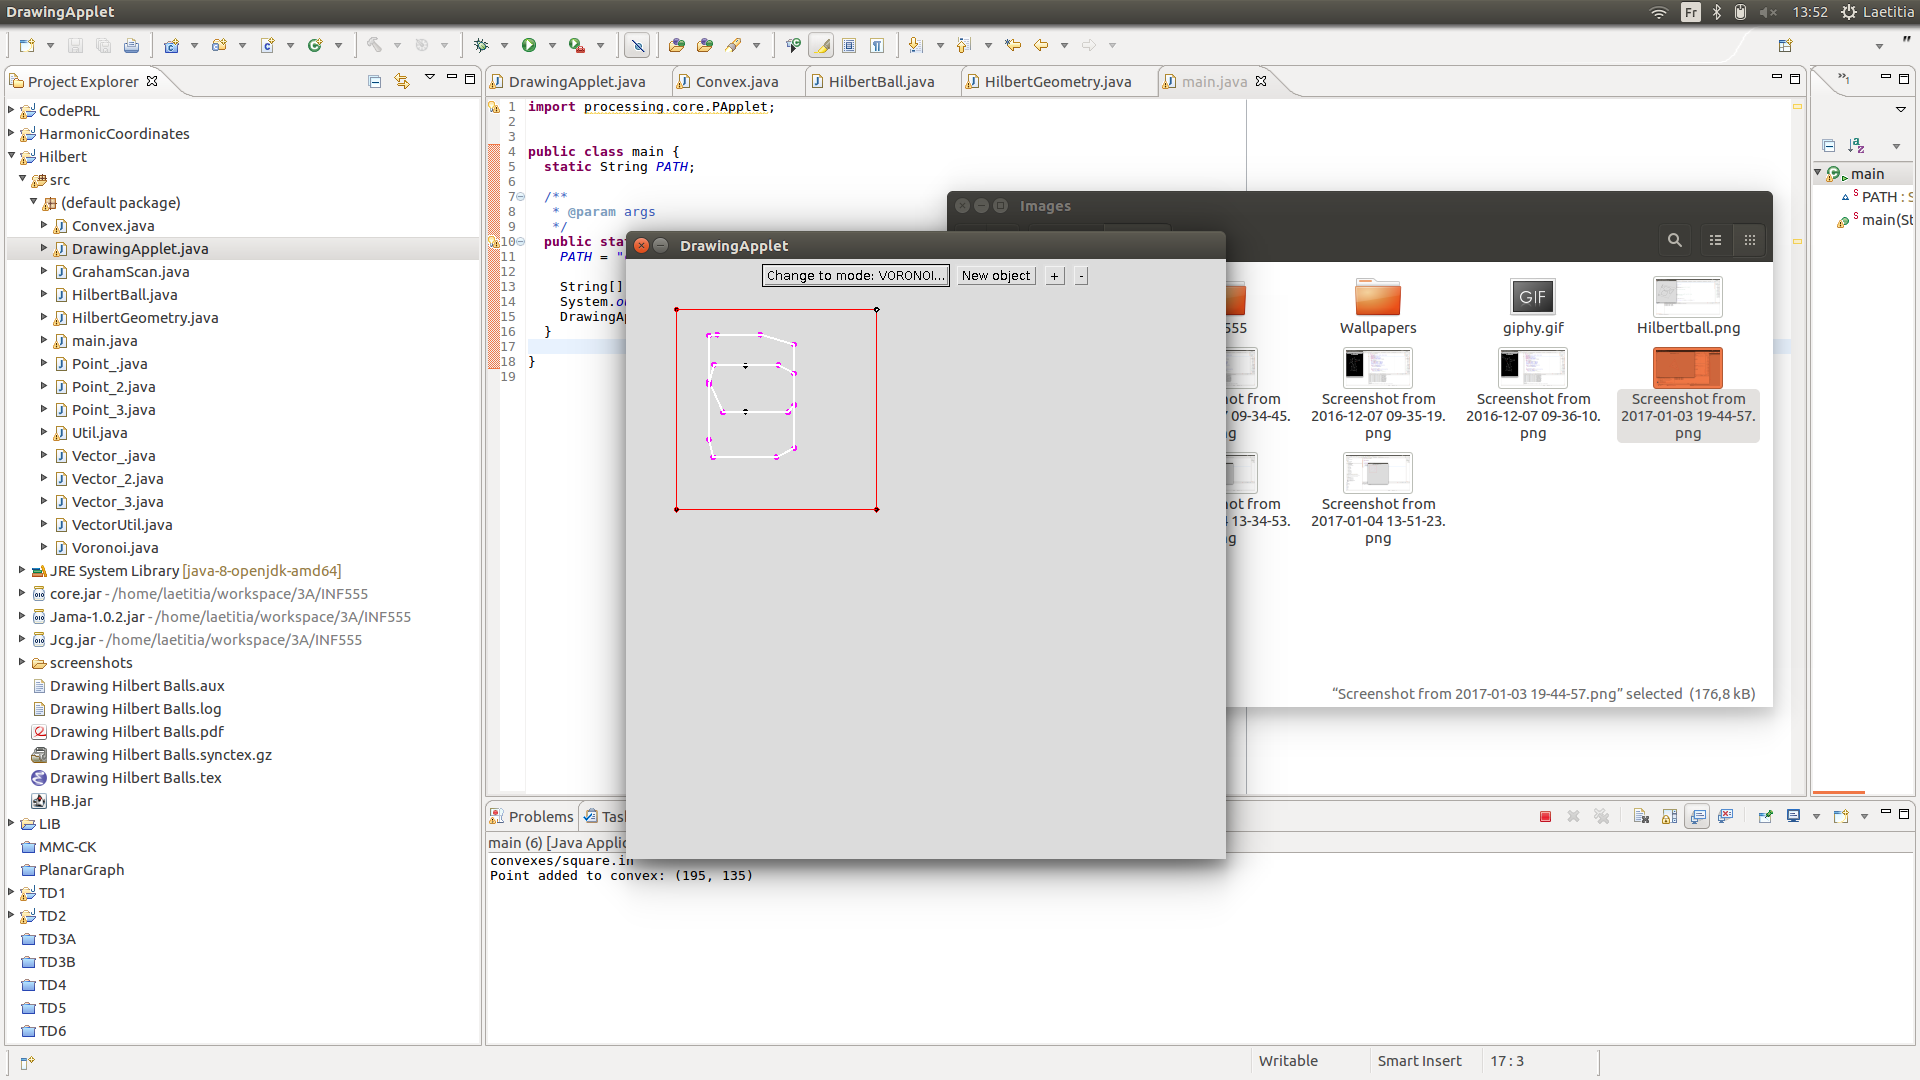 DrawingApplet
Fr
13:52
Laetitia
Project Explorer
CodePRL
HarmonicCoordinates
Hilbert
src
(default package)
Convex.java
DrawingApplet.java
GrahamScan.java
HilbertBall.java
HilbertGeometry.java
main.java
Point_.java
Point_2.java
Point_3.java
Util.java
Vector_.java
Vector_2.java
Vector_3.java
VectorUtil.java
Voronoi.java
JRE System Library [java-8-openjdk-amd64]
core.jar - /home/laetitia/workspace/3A/INF555
Jama-1.0.2.jar - /home/laetitia/workspace/3A/INF555
Jcg.jar - /home/laetitia/workspace/3A/INF555
screenshots
Drawing Hilbert Balls.aux
Drawing Hilbert Balls.log
Drawing Hilbert Balls.pdf
Drawing Hilbert Balls.synctex.gz
Drawing Hilbert Balls.tex
HB.jar
LIB
MMC-CK
PlanarGraph
TD1
TD2
TD3A
TD3B
TD4
TD5
TD6
DrawingApplet.java
Convex.java
HilbertBall.java
HilbertGeometry.java
main.java
1 import processing.core.PApplet;
2
3
4 public class main {
5 static String PATH;
6
7 /**
8 * @param args
9 */
10 public stat
11 PATH = "
12
13 String[]
14 System.o
15 DrawingAp
16 }
17
18 }
19
DrawingApplet
Change to mode: VORONOI...
New object
+
-
Images
GIF
555
Wallpapers
giphy.gif
Hilbertball.png
ot from
09-34-45.
g
Screenshot from
2016-12-07 09-35-19.
png
Screenshot from
2016-12-07 09-36-10.
png
Screenshot from
2017-01-03 19-44-57.
png
ot from
13-34-53.
g
Screenshot from
2017-01-04 13-51-23.
png
“Screenshot from 2017-01-03 19-44-57.png” selected (176,8 kB)
main
PATH : S
main(St
Problems
Tas
main (6) [Java Applic
convexes/square.in
Point added to convex: (195, 135)
Writable
Smart Insert
17 : 3